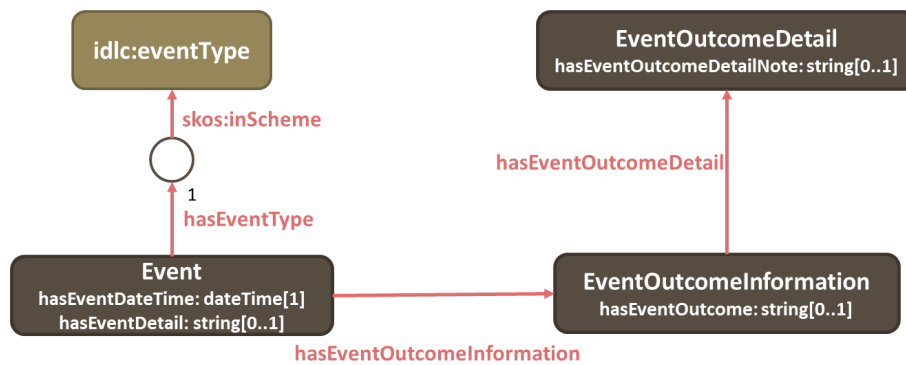 idlc:eventType
EventOutcomeDetail
hasEventOutcomeDetailNote: string[0..1]
skos:inScheme
hasEventOutcomeDetail
1
hasEventType
Event
hasEventDateTime: dateTime[1]
hasEventDetail: string[0..1]
EventOutcomeInformation
hasEventOutcome: string[0..1]
hasEventOutcomeInformation